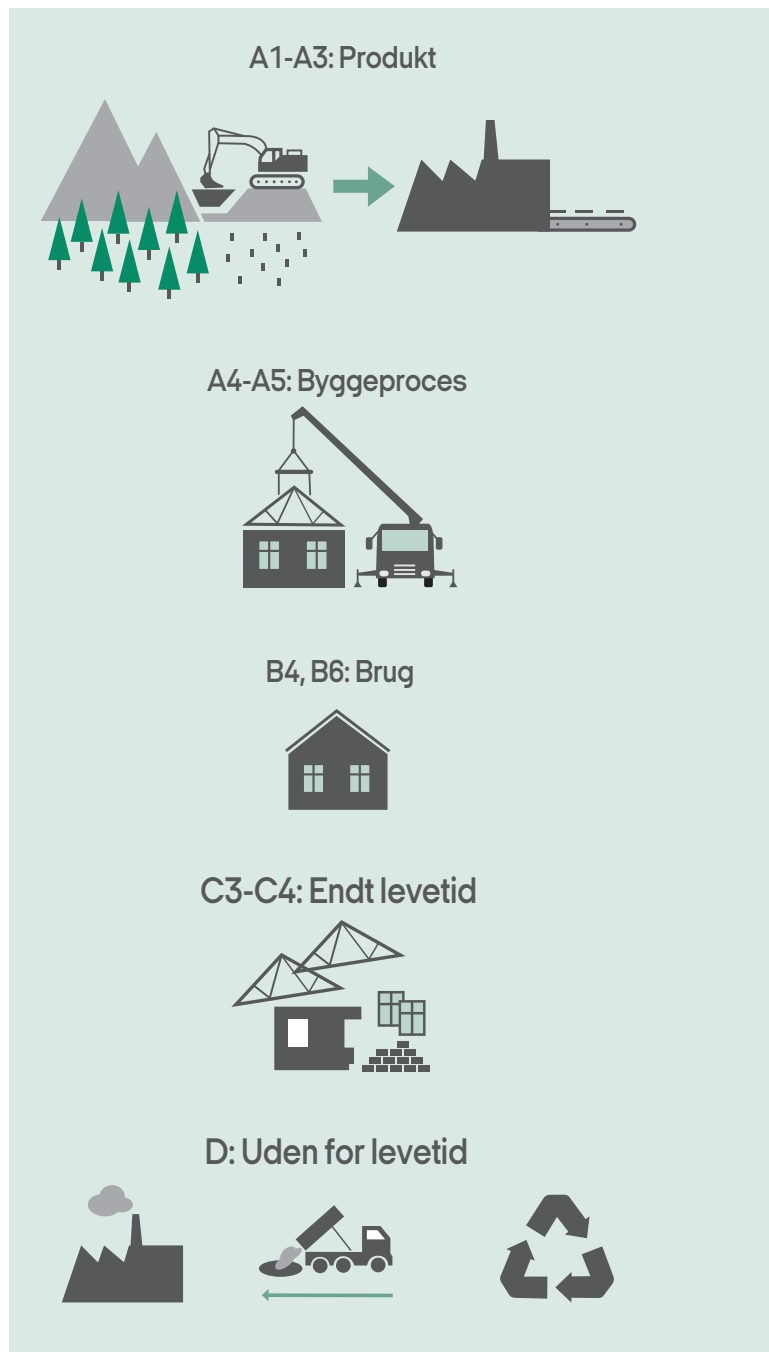 A1-A3: Produkt
A4-A5: Byggeproces
B4, B6: Brug
C3-C4: Endt levetid
D: Uden for levetid